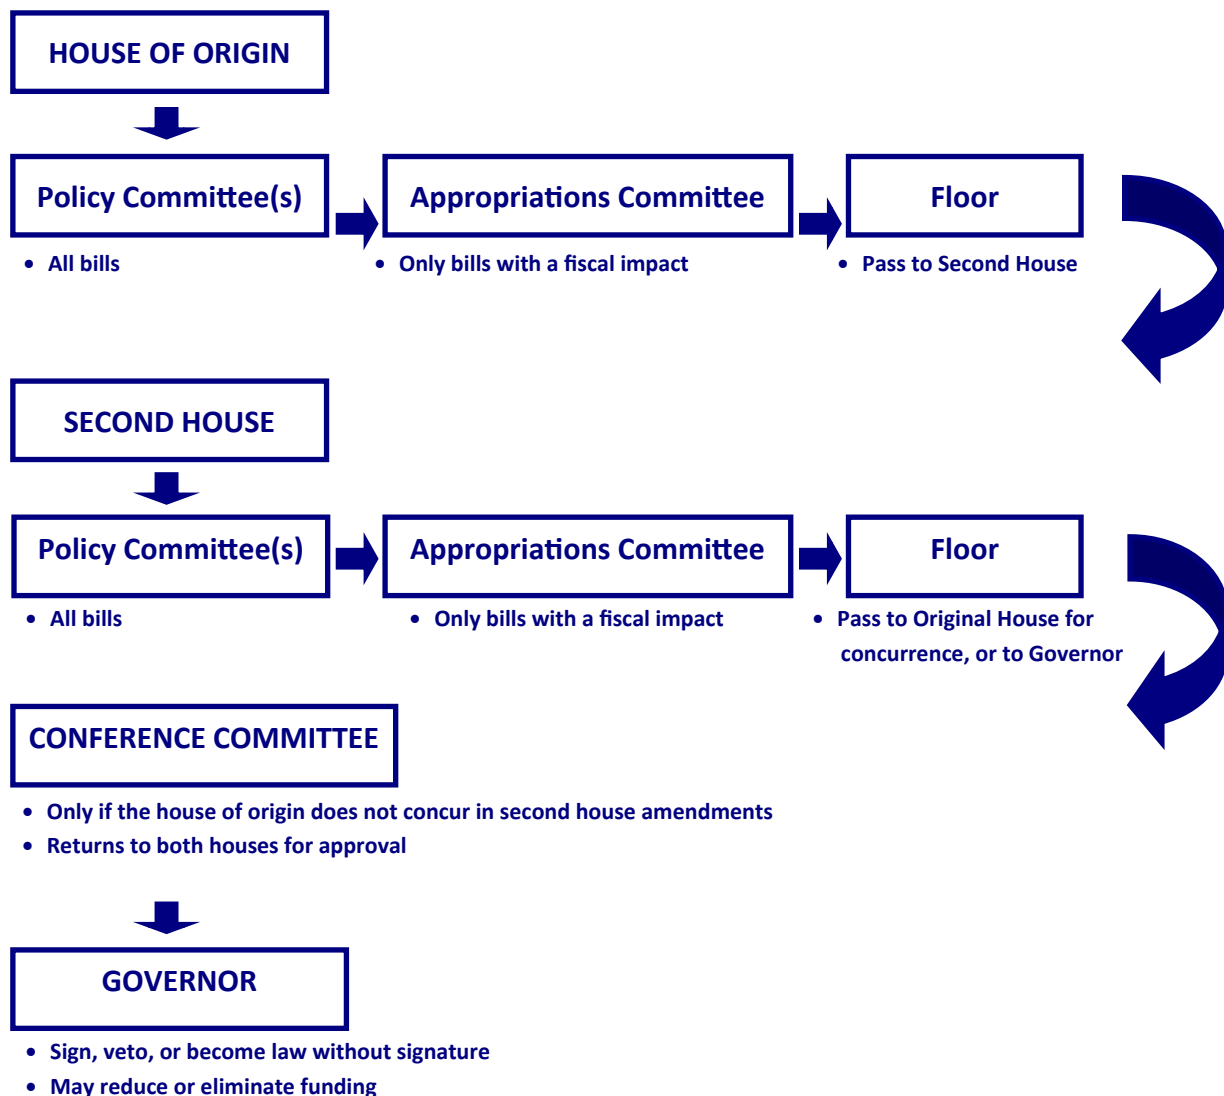 HOUSE OF ORIGIN
Policy Committee(s)
Appropriations Committee
Floor
• All bills
• Only bills with a fiscal impact
• Pass to Second House
SECOND HOUSE
Policy Committee(s)
Appropriations Committee
Floor
• All bills
• Only bills with a fiscal impact
• Pass to Original House for
concurrence, or to Governor
CONFERENCE COMMITTEE
• Only if the house of origin does not concur in second house amendments
• Returns to both houses for approval
GOVERNOR
• Sign, veto, or become law without signature
• May reduce or eliminate funding